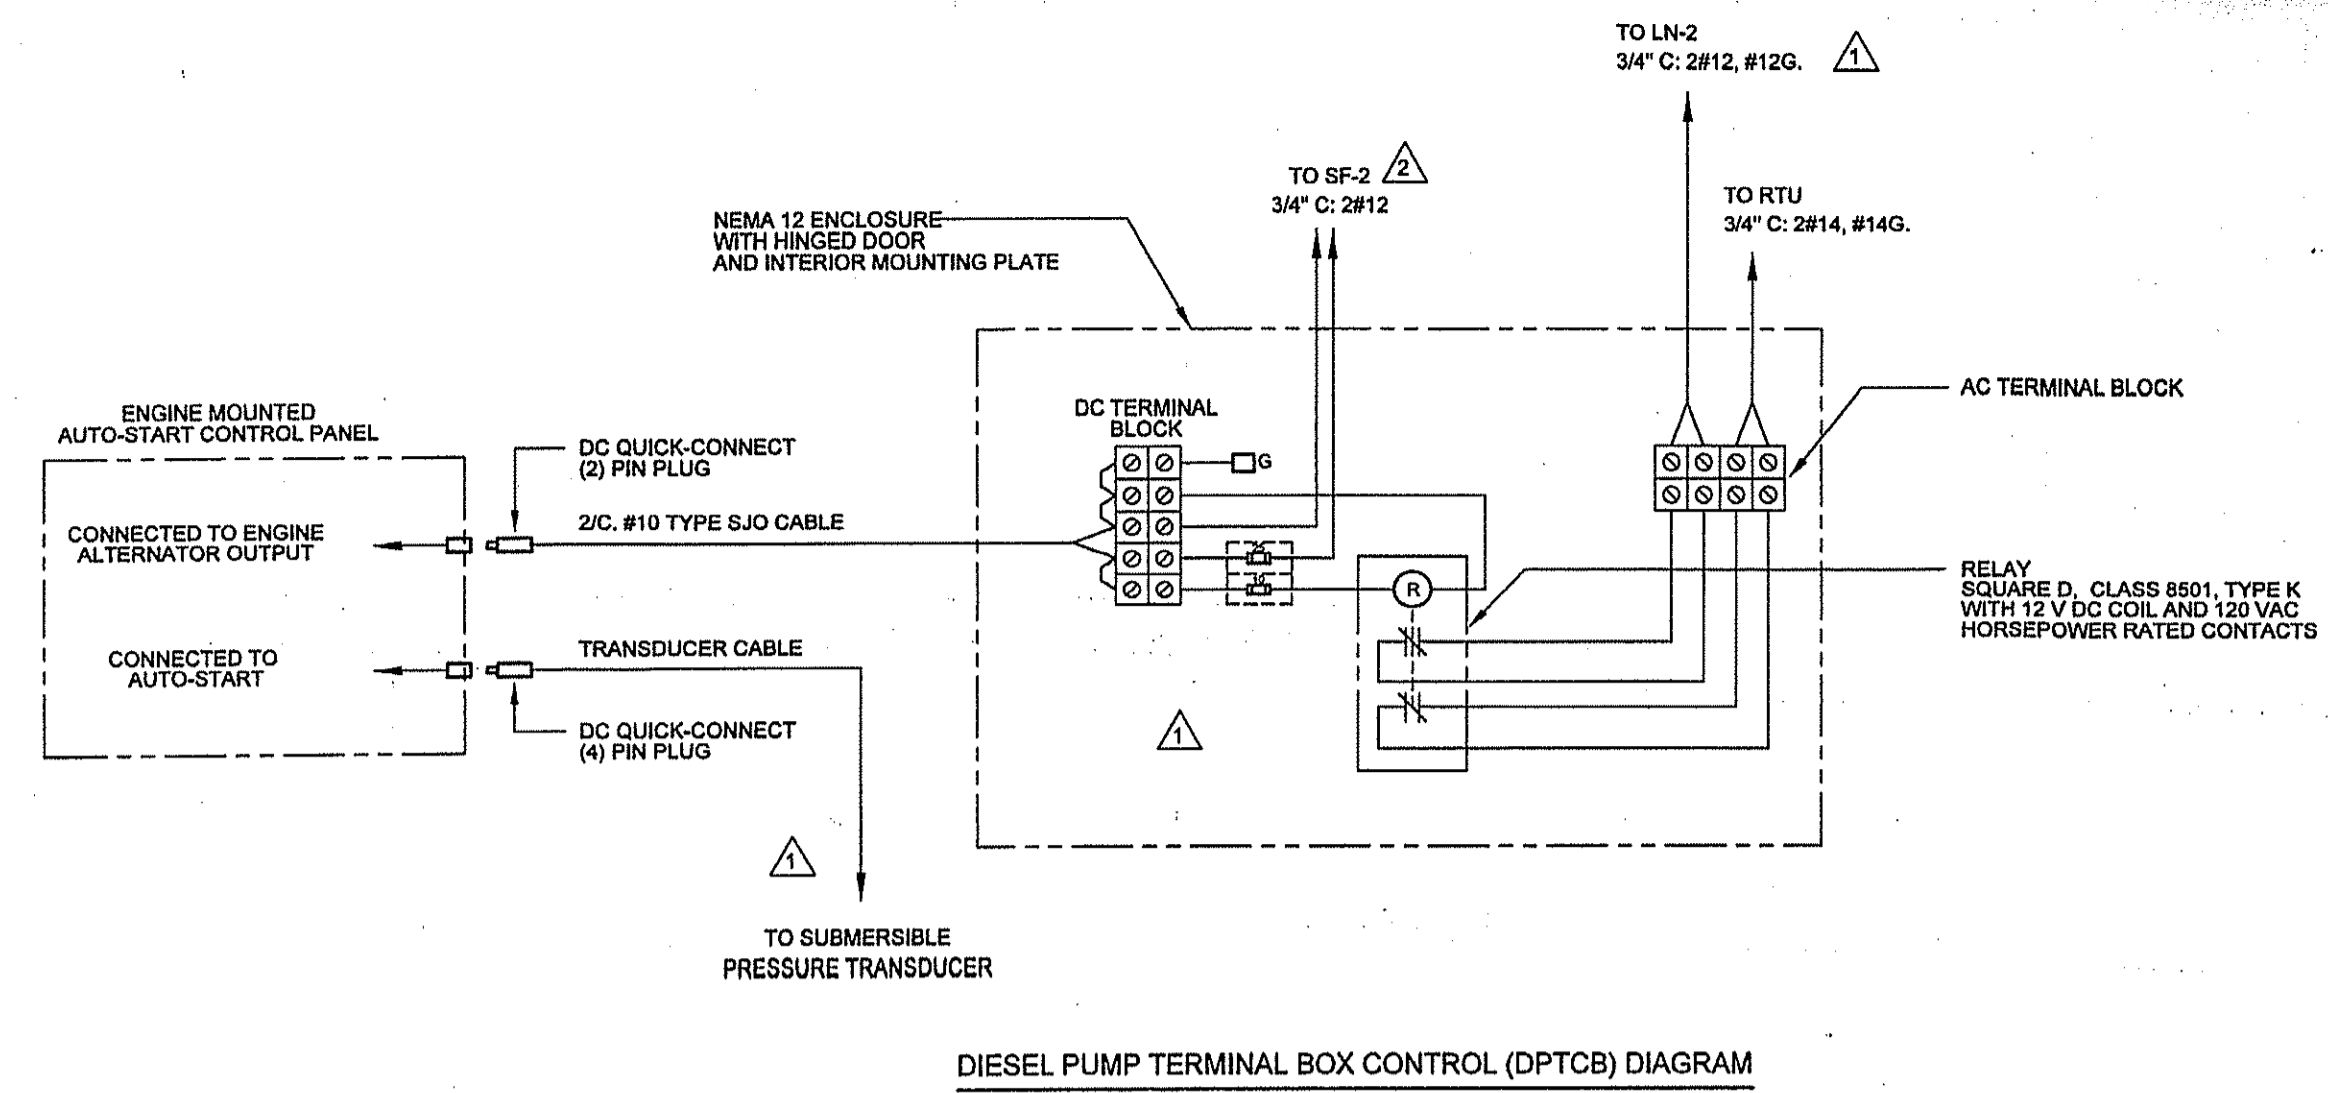 TO LN-2
3/4" C: 2#12, #12G.
1
TO SF-2
2
3/4" C: 2#12
TO RTU
3/4" C: 2#14, #14G.
NEMA 12 ENCLOSURE
WITH HINGED DOOR
AND INTERIOR MOUNTING PLATE
AC TERMINAL BLOCK
ENGINE MOUNTED
AUTO-START CONTROL PANEL
DC TERMINAL
BLOCK
DC QUICK-CONNECT
(2) PIN PLUG
G
CONNECTED TO ENGINE
ALTERNATOR OUTPUT
2/C. #10 TYPE SJO CABLE
25
10
R
RELAY
SQUARE D, CLASS 8501, TYPE K
WITH 12 V DC COIL AND 120 VAC
HORSEPOWER RATED CONTACTS
CONNECTED TO
AUTO-START
TRANSDUCER CABLE
DC QUICK-CONNECT
(4) PIN PLUG
1
1
TO SUBMERSIBLE
PRESSURE TRANSDUCER
DIESEL PUMP TERMINAL BOX CONTROL (DPTCB) DIAGRAM